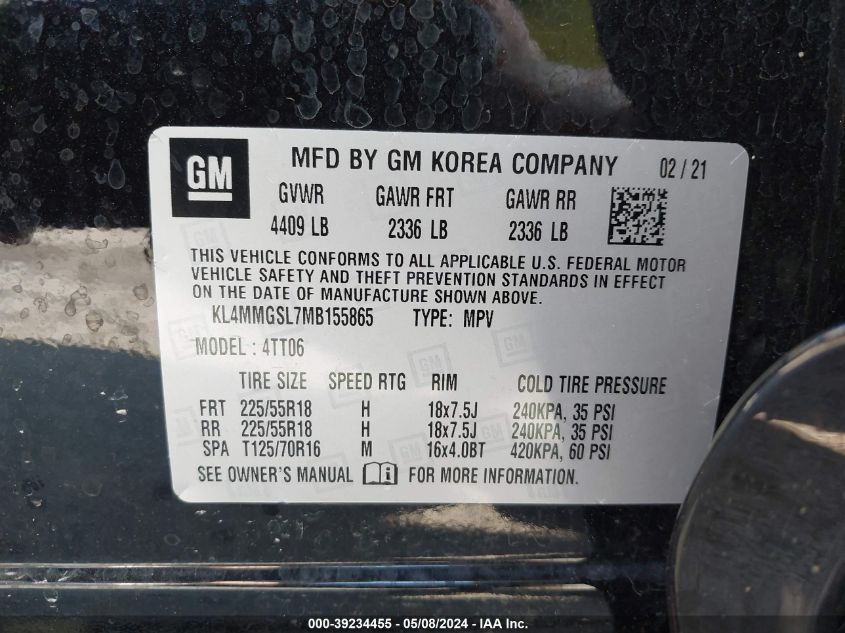 GM
MFD BY GM KOREA COMPANY 02/21
GVWR GAWR FRT GAWR RR
4409 LB 2336 LB 2336 LB
THIS VEHICLE CONFORMS TO ALL APPLICABLE U.S. FEDERAL MOTOR
VEHICLE SAFETY AND THEFT PREVENTION STANDARDS IN EFFECT
ON THE DATE OF MANUFACTURE SHOWN ABOVE.
KL4MMGSL7MB155865 TYPE: MPV
MODEL : 4TT06
TIRE SIZE SPEED RTG RIM COLD TIRE PRESSURE
FRT 225/55R18 H 18x7.5J 240KPA, 35 PSI
RR 225/55R18 H 18x7.5J 240KPA, 35 PSI
SPA T125/70R16 M 16x4.0BT 420KPA, 60 PSI
SEE OWNER'S MANUAL FOR MORE INFORMATION.
000-39234455 - 05/08/2024 - IAA Inc.